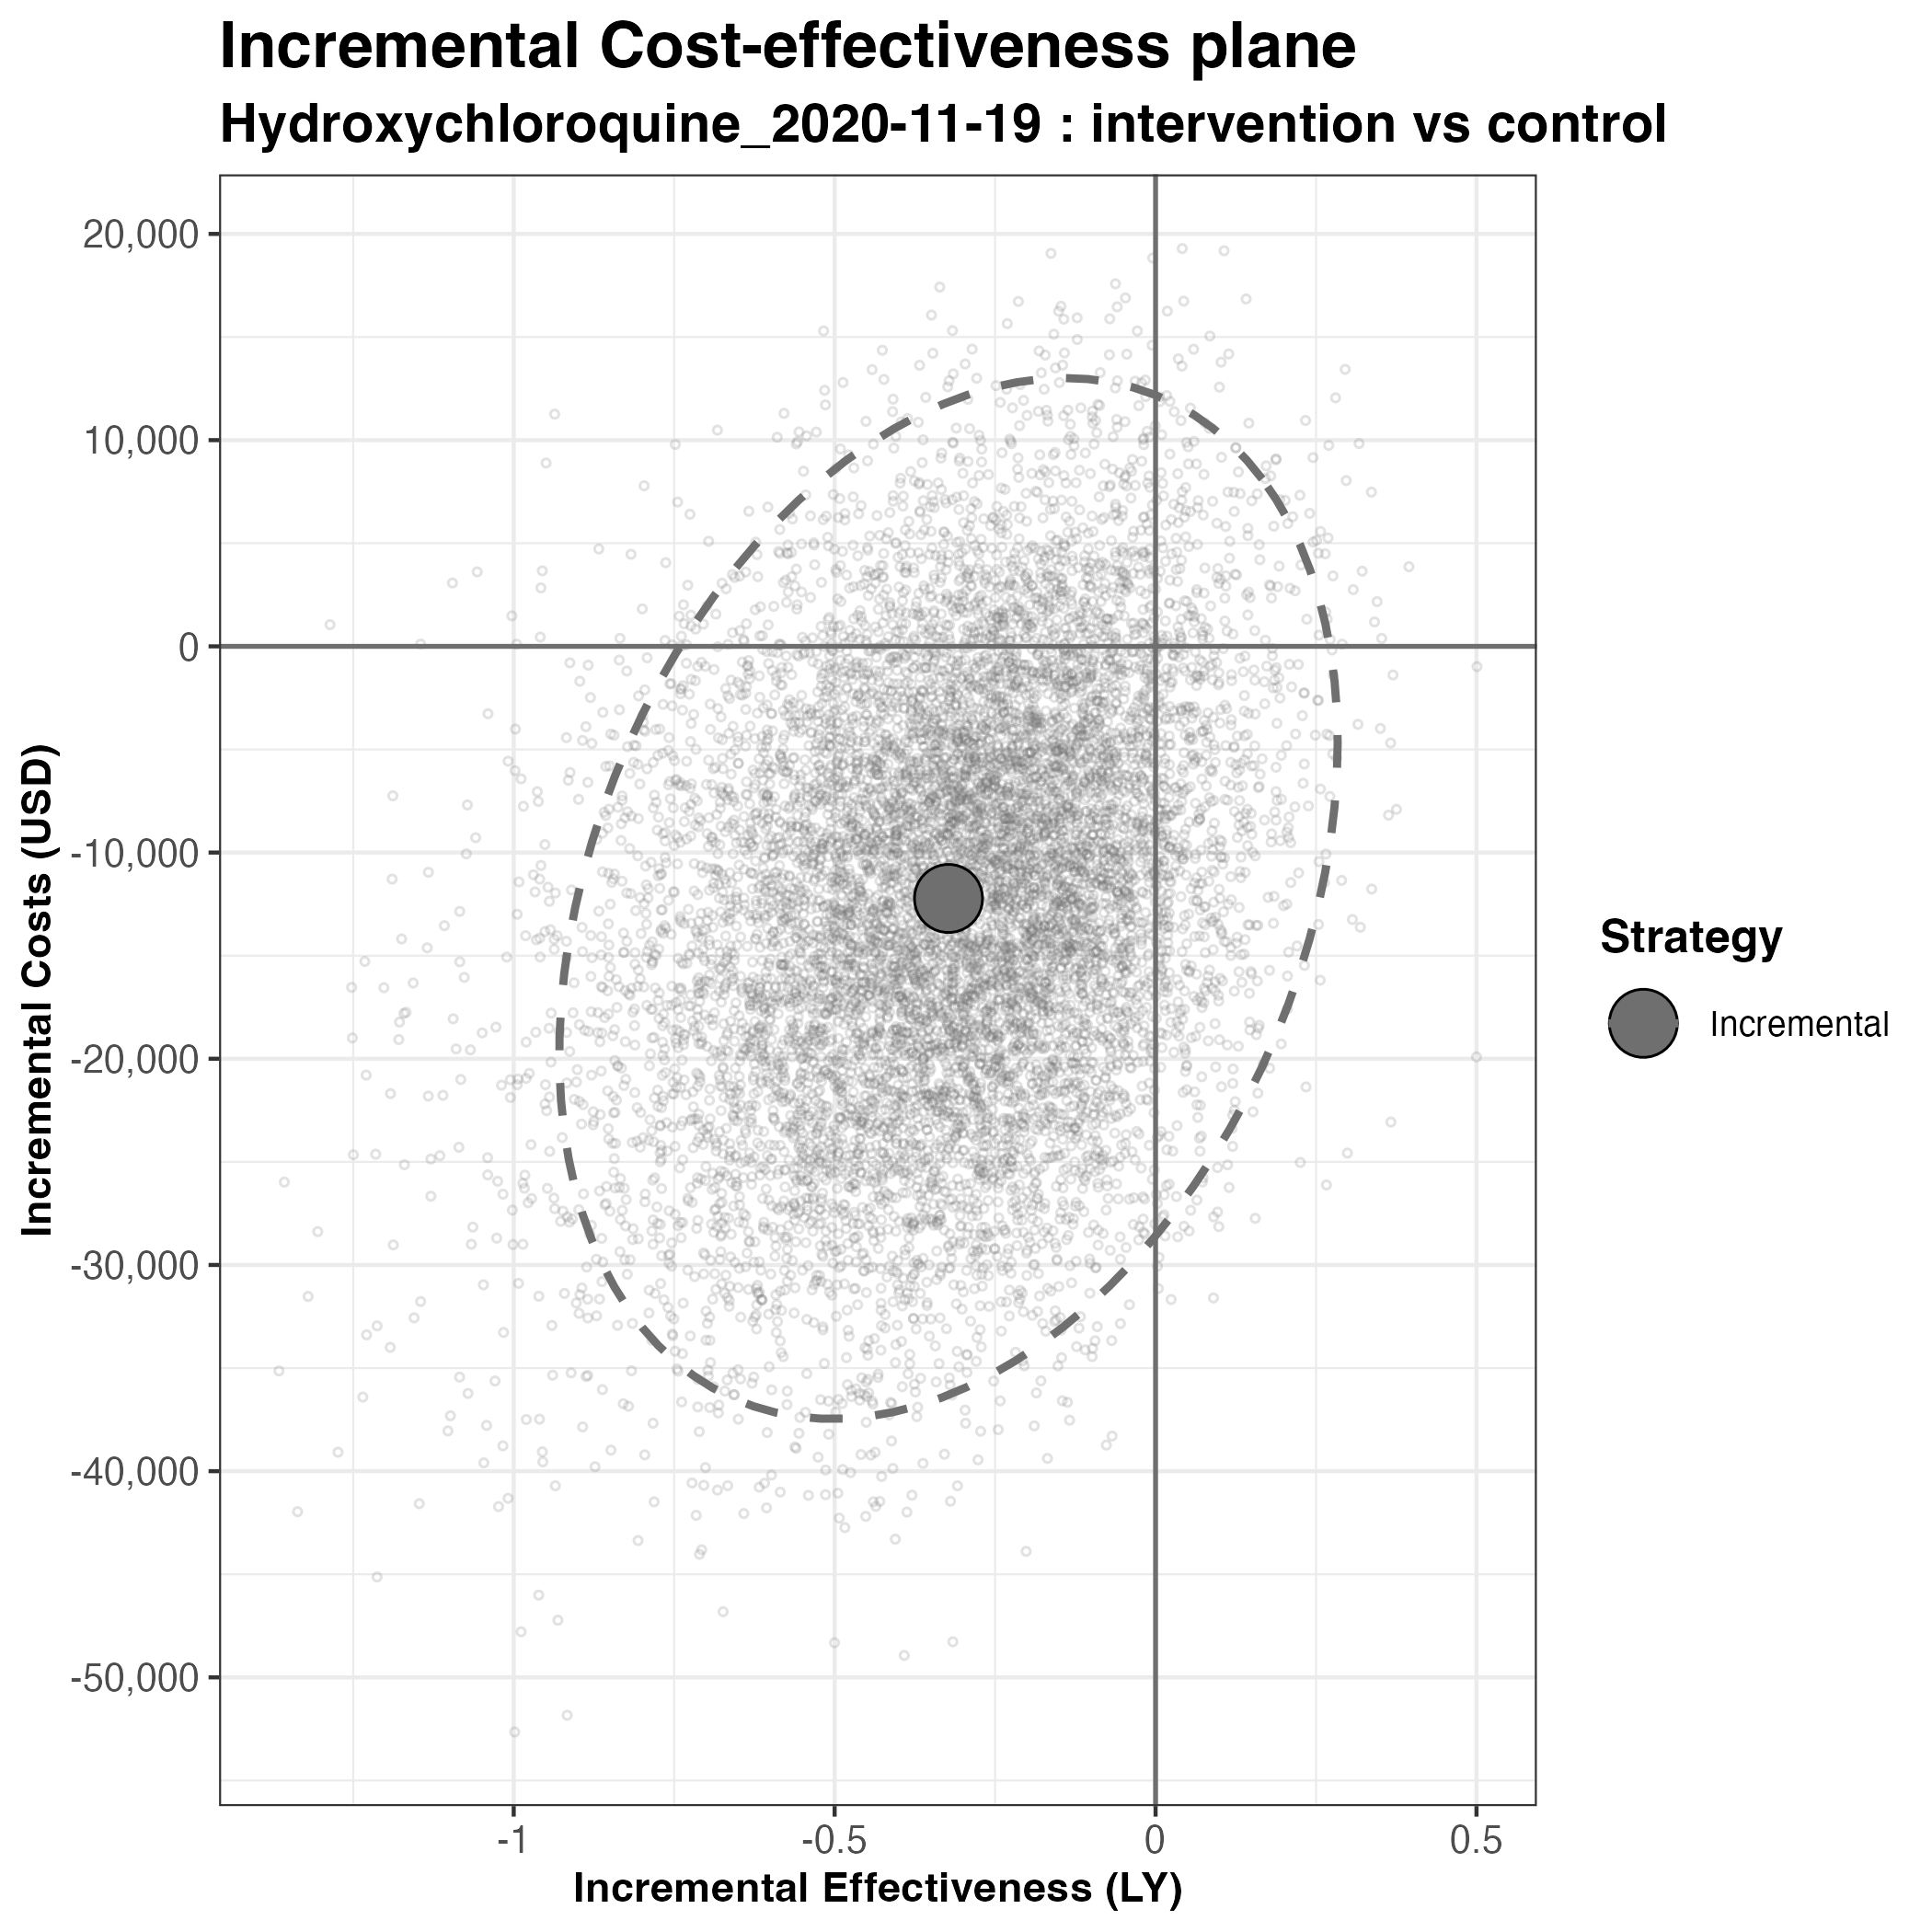 Incremental Cost-effectiveness plane
Hydroxychloroquine_2020-11-19 : intervention vs control
20,000
10,000
0
-10,000
-20,000
-30,000
-40,000
-50,000
Incremental Costs (USD)
-1
-0.5
0
0.5
Incremental Effectiveness (LY)
Strategy
Incremental